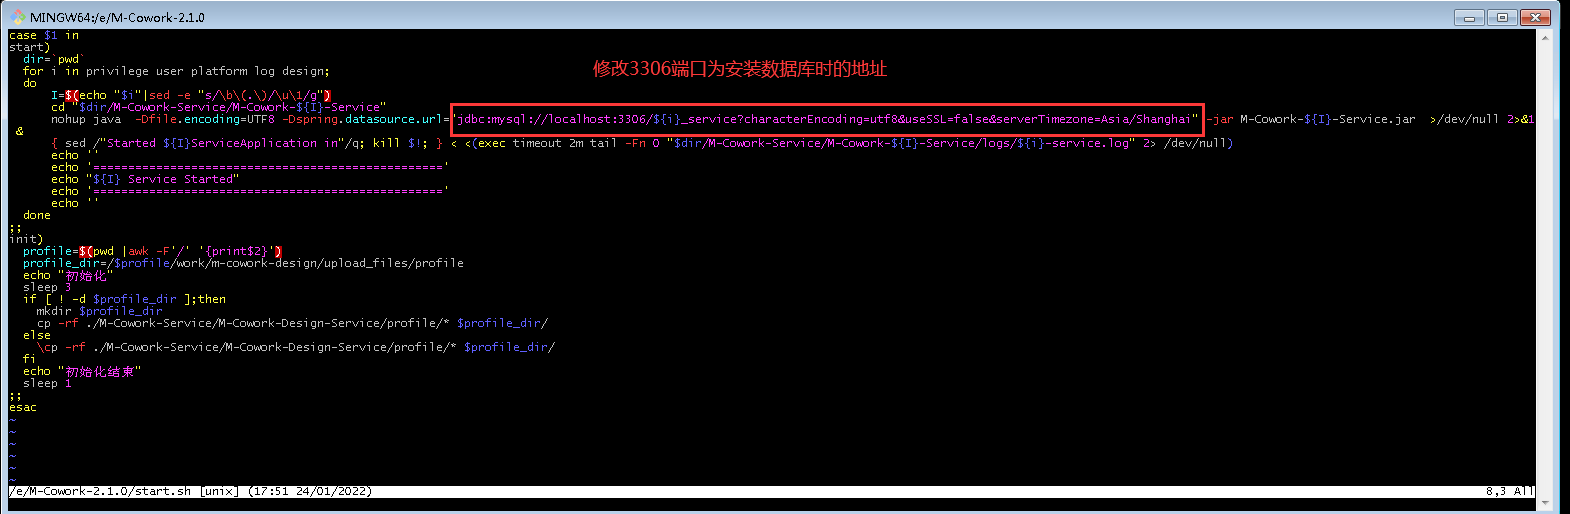 MINGW64:/e/M-Cowork-2.1.0
case $1 in
start)
dir=`pwd`
修改3306端口为安装数据库时的地址
for i in privilege user platform log design;
do
I=$(echo "$i"|sed -e "s/\b\(.\)/\u\1/g")
cd "$dir/M-Cowork-Service/M-Cowork-${I}-Service"
nohup java -Dfile.encoding=UTF8 -Dspring.datasource.url="jdbc:mysql://localhost:3306/${i}_service?characterEncoding=utf8&useSSL=false&serverTimezone=Asia/Shanghai" -jar M-Cowork-${I}-Service.jar >/dev/null 2>&1
&
{ sed /"Started ${I}ServiceApplication in"/q; kill $!; } < <(exec timeout 2m tail -Fn 0 "$dir/M-Cowork-Service/M-Cowork-${I}-Service/logs/${i}-service.log" 2> /dev/null)
echo ''
echo '=================================================='
echo "${I} Service Started"
echo '=================================================='
echo ''
done
;;
init)
profile=$(pwd |awk -F'/' '{print$2}')
profile_dir=/$profile/work/m-cowork-design/upload_files/profile
echo "初始化"
sleep 3
if [ ! -d $profile_dir ];then
mkdir $profile_dir
cp -rf ./M-Cowork-Service/M-Cowork-Design-Service/profile/* $profile_dir/
else
\cp -rf ./M-Cowork-Service/M-Cowork-Design-Service/profile/* $profile_dir/
fi
echo "初始化结束"
sleep 1
;;
esac
~
~
~
~
~
~
/e/M-Cowork-2.1.0/start.sh [unix] (17:51 24/01/2022) 8,3 All